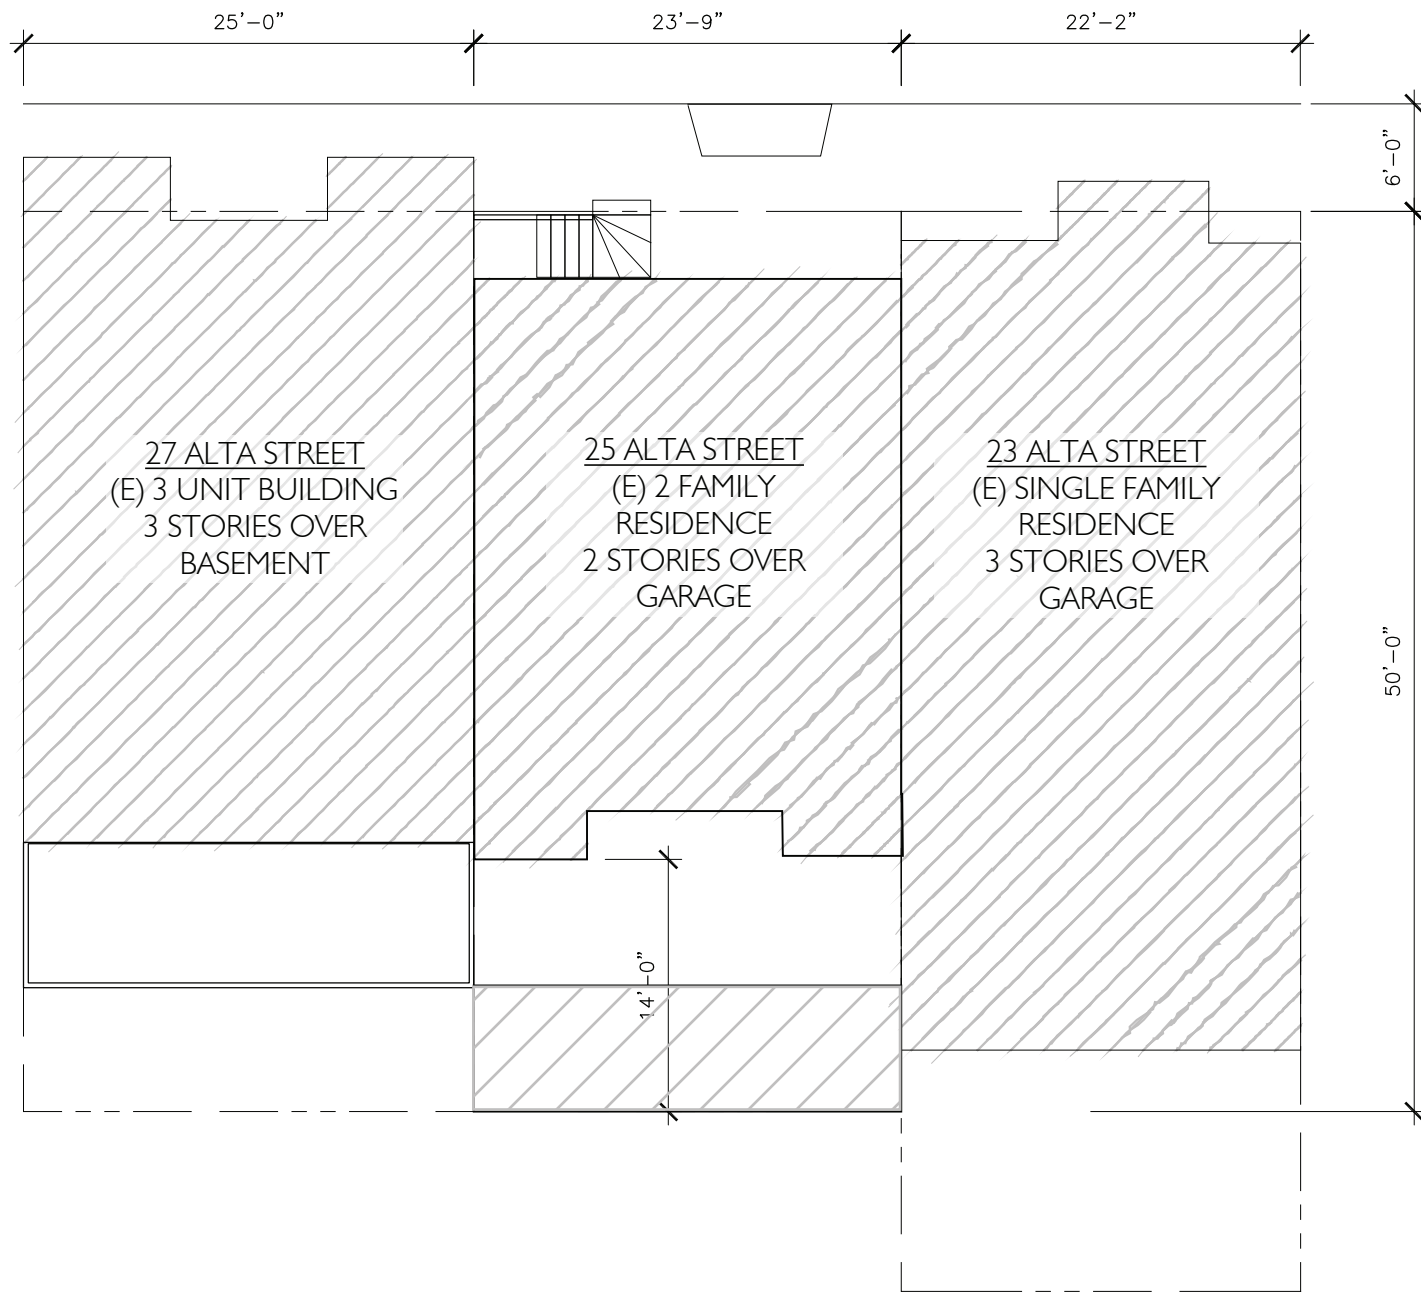 25'-0"
23'-9"
22'-2"
6'-0"
27 ALTA STREET
(E) 3 UNIT BUILDING
3 STORIES OVER
BASEMENT
25 ALTA STREET
(E) 2 FAMILY
RESIDENCE
2 STORIES OVER
GARAGE
23 ALTA STREET
(E) SINGLE FAMILY
RESIDENCE
3 STORIES OVER
GARAGE
50'-0"
14'-0"